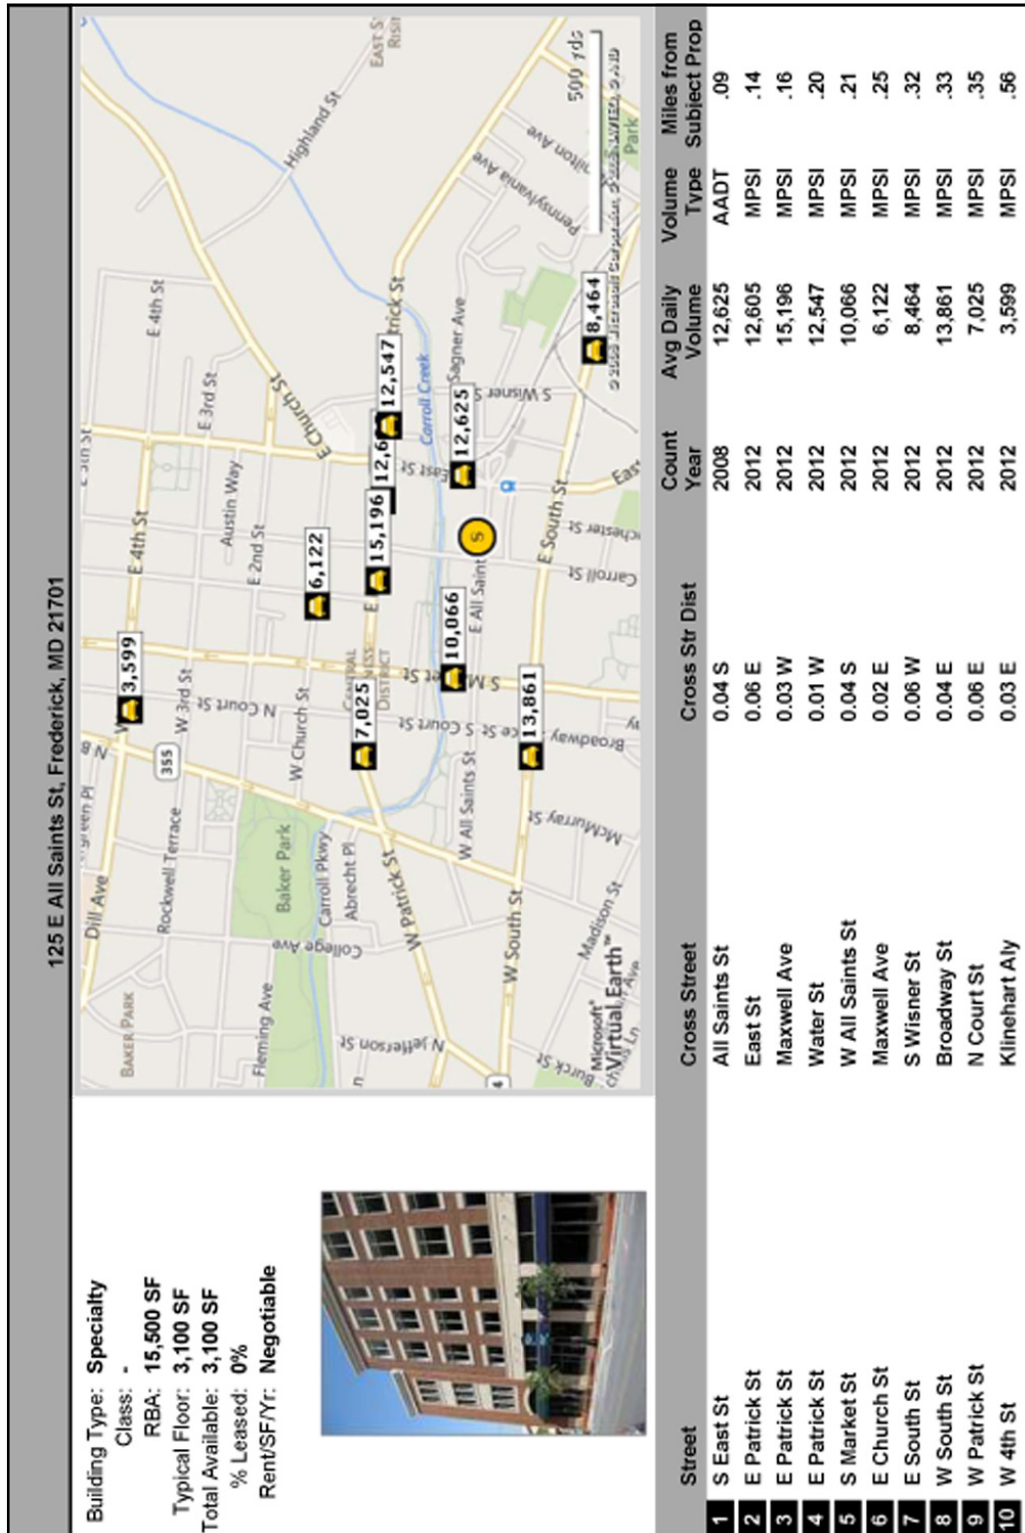 125 E All Saints St, Frederick, MD 21701
Building Type: Specialty
Class: -
RBA: 15,500 SF
Typical Floor: 3,100 SF
Total Available: 3,100 SF
% Leased: 0%
Rent/SF/Yr: Negotiable
BAKER PARK
Dill Ave
Rockwell Terrace
Fleming Ave
Baker Park
College Ave
Carroll Pkwy
Abrecht Pl
N Jefferson St
W Patrick St
W South St
Burck St
Madison St
McMurray St
355
W 3rd St
N Court St
W Church St
W All Saints St
S Court St
Broadway
3,599
E 4th St
E 4th St
Austin Way
E 3rd St
E 2nd St
E Church St
6,122
15,196
12,547
7,025
DISTRICT
10,066
E All Saint
S
12,625
Carroll Creek
East St
Sagner Ave
S Wisner S
13,861
E South St
Carroll St
8,464
Highland St
Pennsylvania Ave
Park
500 yds
Microsoft®
Virtual Earth™
Street Cross Street Cross Str Dist Count Year Avg Daily Volume Volume Type Miles from Subject Prop
1 S East St All Saints St 0.04 S 2008 12,625 AADT .09
2 E Patrick St East St 0.06 E 2012 12,605 MPSI .14
3 E Patrick St Maxwell Ave 0.03 W 2012 15,196 MPSI .16
4 E Patrick St Water St 0.01 W 2012 12,547 MPSI .20
5 S Market St W All Saints St 0.04 S 2012 10,066 MPSI .21
6 E Church St Maxwell Ave 0.02 E 2012 6,122 MPSI .25
7 E South St S Wisner St 0.06 W 2012 8,464 MPSI .32
8 W South St Broadway St 0.04 E 2012 13,861 MPSI .33
9 W Patrick St N Court St 0.06 E 2012 7,025 MPSI .35
10 W 4th St Klinehart Aly 0.03 E 2012 3,599 MPSI .56